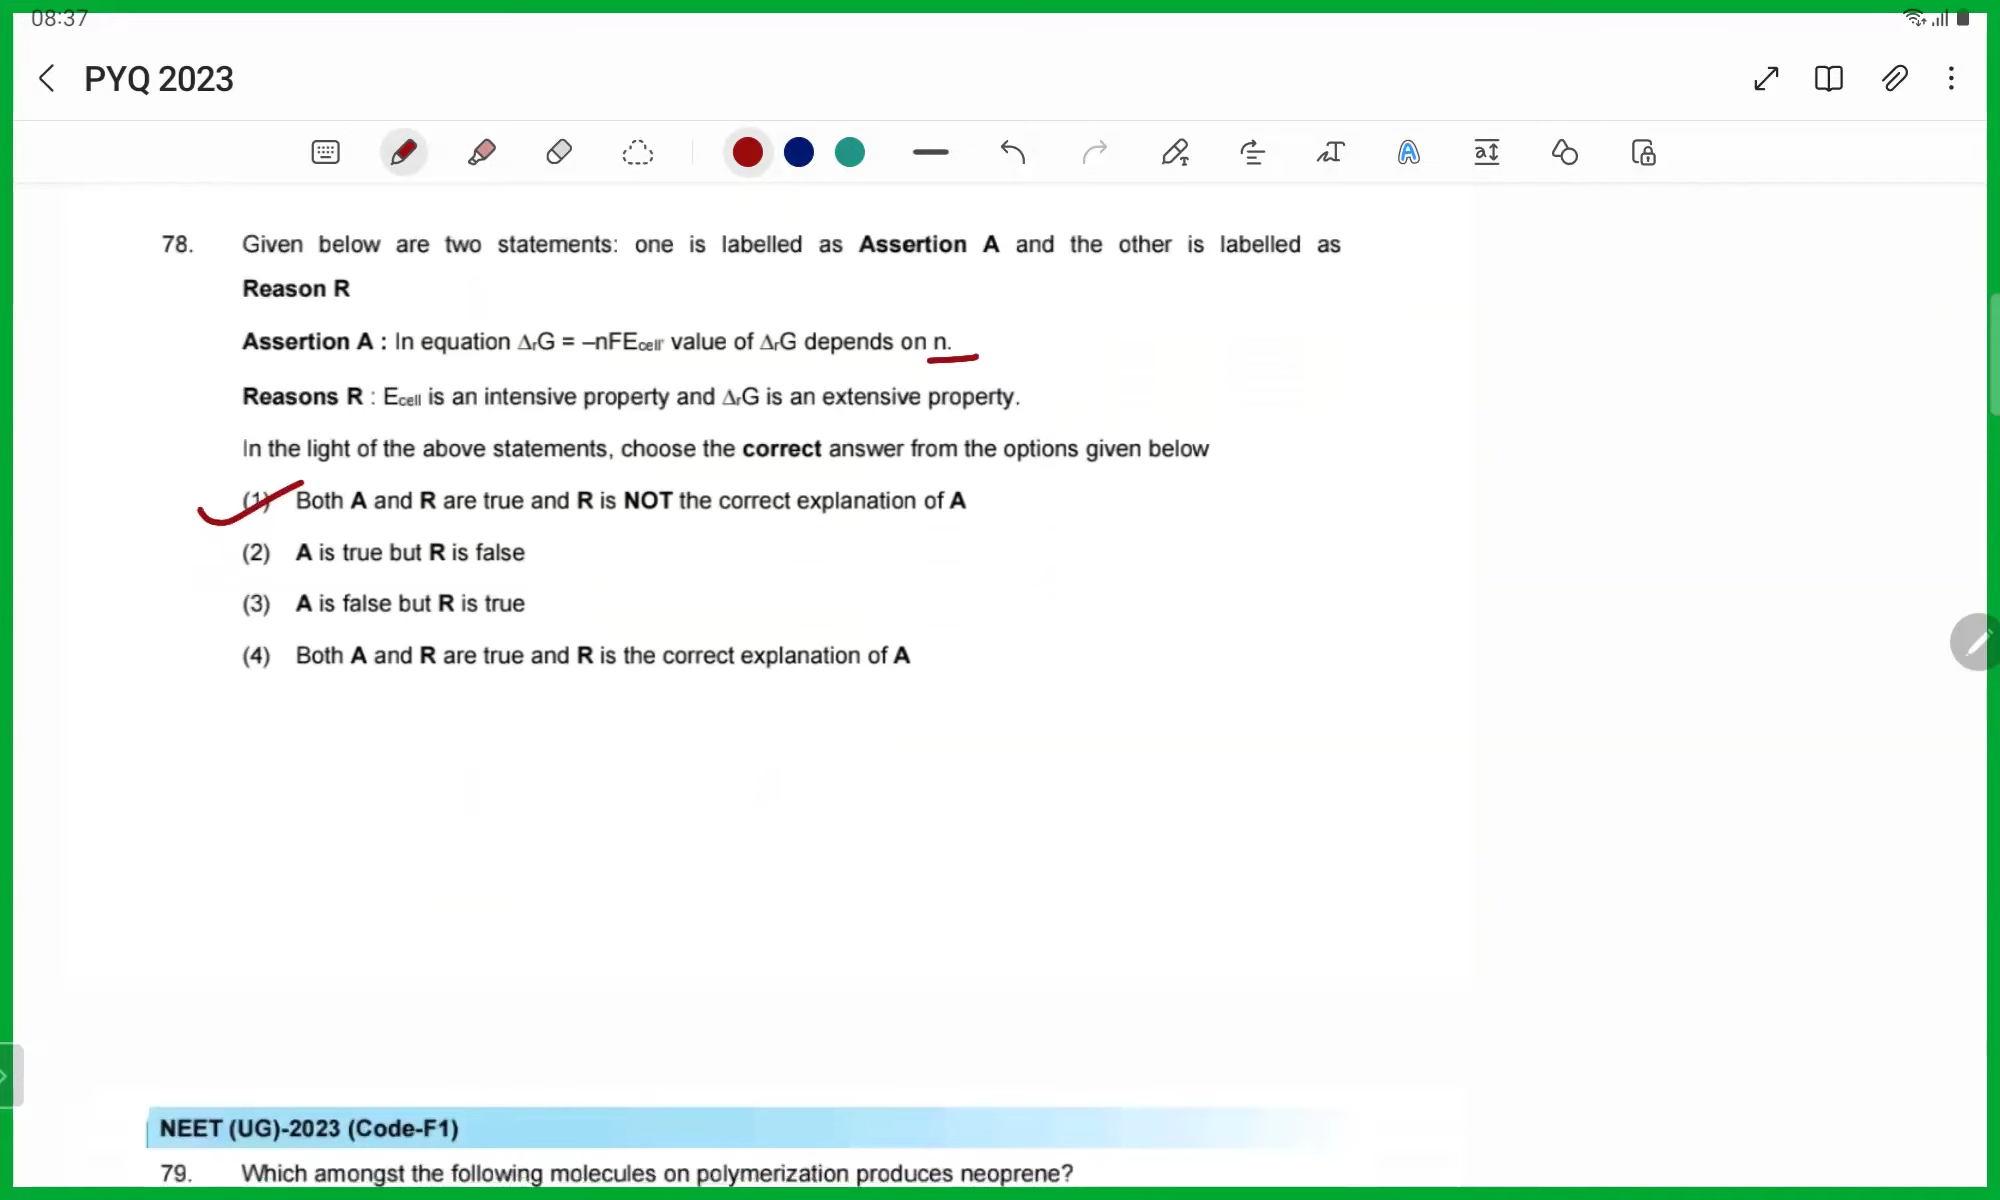 08:37
PYQ 2023
78. Given below are two statements: one is labelled as Assertion A and the other is labelled as
Reason R
Assertion A : In equation ΔrG = –nFEcell, value of ΔrG depends on n.
Reasons R : Ecell is an intensive property and ΔrG is an extensive property.
In the light of the above statements, choose the correct answer from the options given below
(1) Both A and R are true and R is NOT the correct explanation of A
(2) A is true but R is false
(3) A is false but R is true
(4) Both A and R are true and R is the correct explanation of A
NEET (UG)-2023 (Code-F1)
79. Which amongst the following molecules on polymerization produces neoprene?